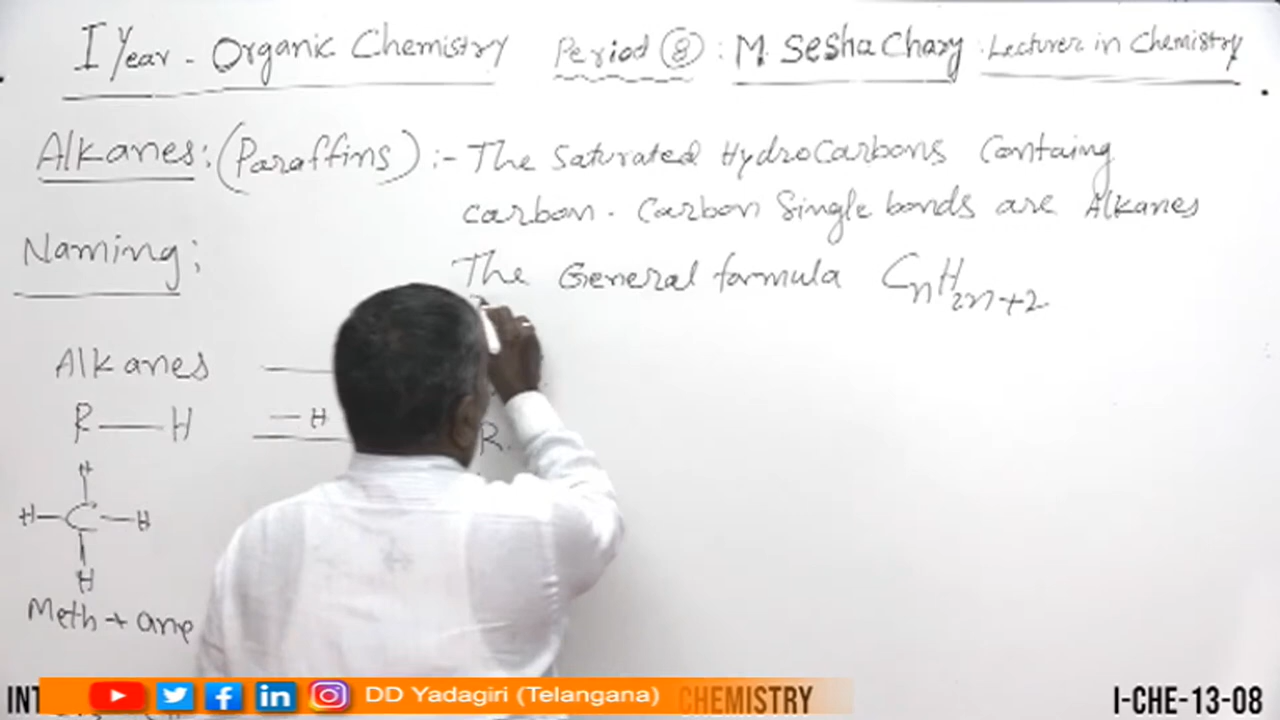 I Year - Organic Chemistry Period 8 : M. Sesha Chary Lecturer in Chemistry
Alkanes : (Paraffins) :- The Saturated HydroCarbons Containg
carbon - Carbon Single bonds are Alkanes
Naming ;
The General formula CnH2n+2
Alkanes
R — H — H R.
H
H — C — H
H
Meth + ane
INT DD Yadagiri (Telangana) CHEMISTRY I-CHE-13-08